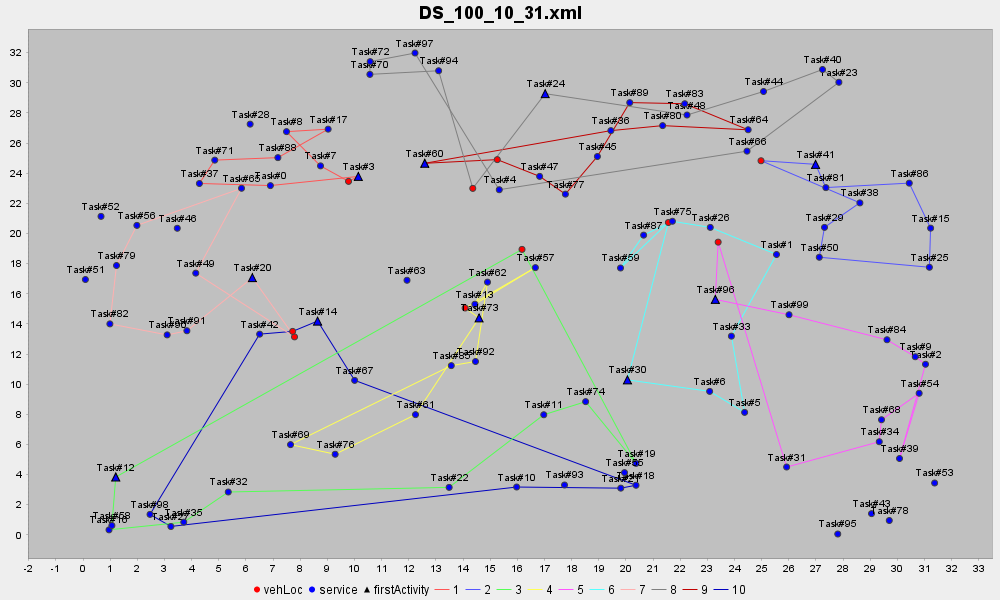 DS_100_10_31.xml
32
30
28
26
24
22
20
18
16
14
12
10
8
6
4
2
0
Task#97
Task#72
Task#70
Task#94
Task#40
Task#23
Task#24
Task#44
Task#89
Task#83
Task#48
Task#28
Task#8
Task#17
Task#36
Task#80
Task#64
Task#71
Task#88
Task#7
Task#3
Task#60
Task#45
Task#66
Task#41
Task#37
Task#65
Task#0
Task#4
Task#47
Task#77
Task#81
Task#86
Task#38
Task#52
Task#56
Task#46
Task#87
Task#75
Task#26
Task#29
Task#15
Task#79
Task#51
Task#49
Task#20
Task#63
Task#62
Task#57
Task#59
Task#1
Task#50
Task#25
Task#13
Task#73
Task#96
Task#99
Task#82
Task#91
Task#42
Task#14
Task#33
Task#84
Task#85
Task#92
Task#9
Task#2
Task#67
Task#30
Task#6
Task#54
Task#61
Task#11
Task#74
Task#5
Task#68
Task#69
Task#76
Task#34
Task#39
Task#12
Task#19
Task#31
Task#32
Task#22
Task#10
Task#93
Task#18
Task#53
Task#98
Task#35
Task#58
Task#43
Task#78
Task#95
-2 -1 0 1 2 3 4 5 6 7 8 9 10 11 12 13 14 15 16 17 18 19 20 21 22 23 24 25 26 27 28 29 30 31 32 33
vehLoc service firstActivity 1 2 3 4 5 6 7 8 9 10